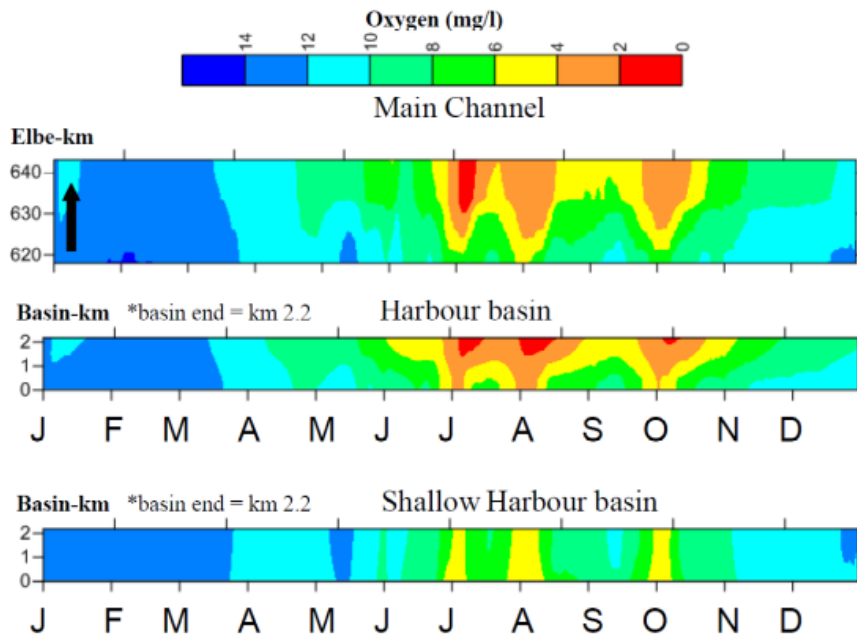 Oxygen (mg/l)
14 12 10 8 6 4 2 0
Main Channel
Elbe-km
640
630
620
Basin-km *basin end = km 2.2 Harbour basin
2
1
0
J F M A M J J A S O N D
Basin-km *basin end = km 2.2 Shallow Harbour basin
2
1
0
J F M A M J J A S O N D